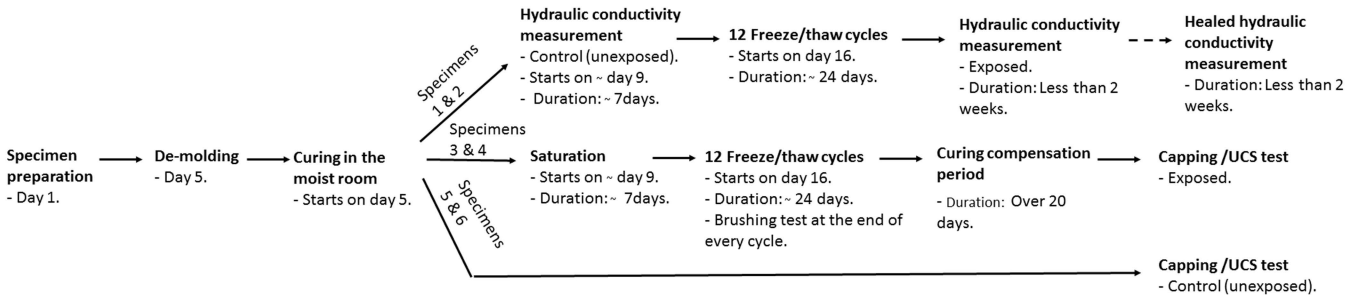 Specimen
preparation
- Day 1.
De-molding
- Day 5.
Curing in the
moist room
- Starts on day 5.
Specimens
1 & 2
Hydraulic conductivity
measurement
- Control (unexposed).
- Starts on ~ day 9.
- Duration: ~ 7days.
12 Freeze/thaw cycles
- Starts on day 16.
- Duration: ~ 24 days.
Hydraulic conductivity
measurement
- Exposed.
- Duration: Less than 2
weeks.
Healed hydraulic
conductivity
measurement
- Duration: Less than 2
weeks.
Specimens
3 & 4
Saturation
- Starts on ~ day 9.
- Duration: ~ 7days.
12 Freeze/thaw cycles
- Starts on day 16.
- Duration: ~ 24 days.
- Brushing test at the end of
every cycle.
Curing compensation
period
- Duration: Over 20
days.
Capping /UCS test
- Exposed.
Specimens
5 & 6
Capping /UCS test
- Control (unexposed).